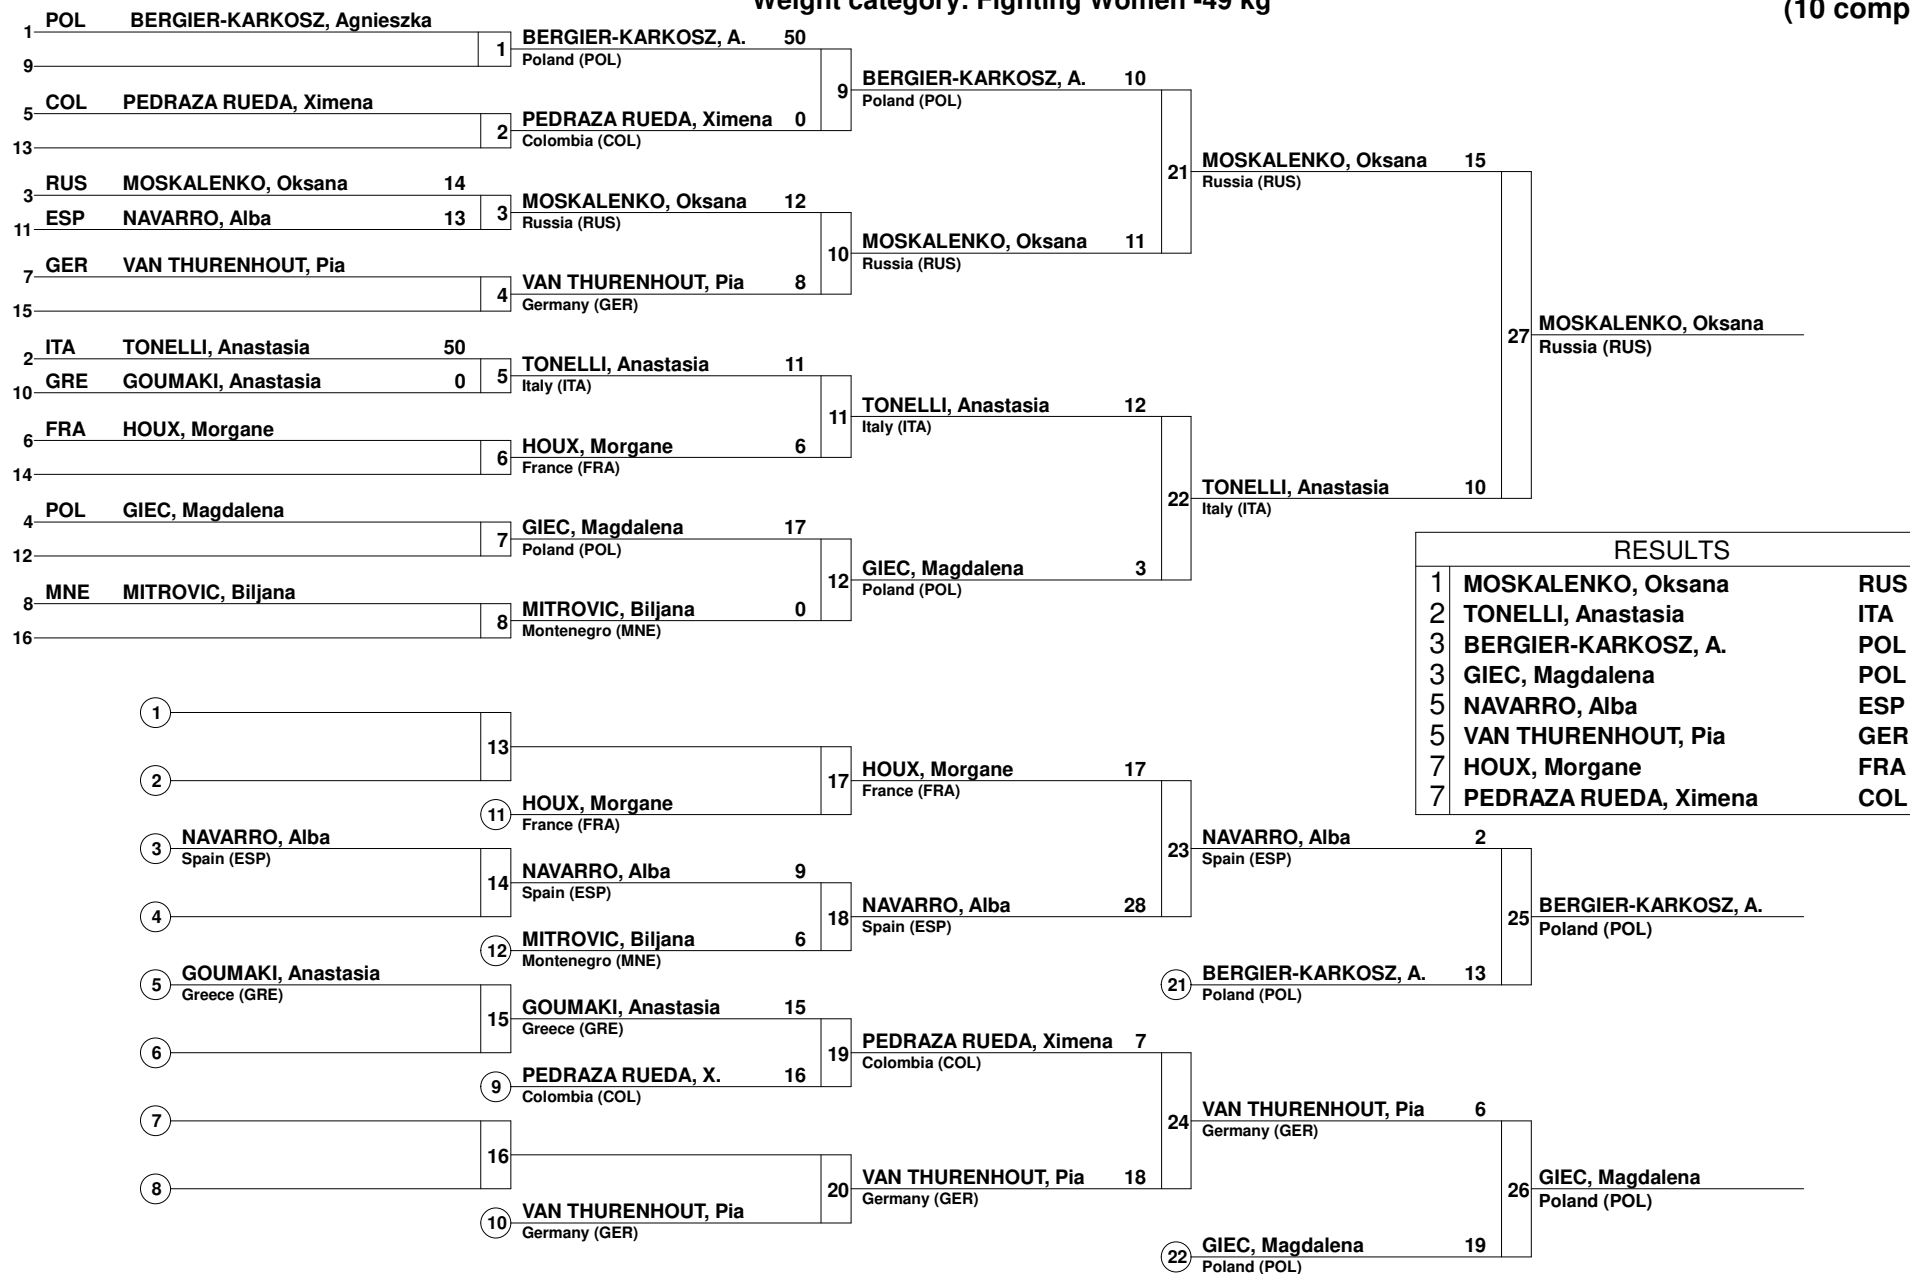 Weight category: Fighting Women -49 kg
(10 comp
1 POL BERGIER-KARKOSZ, Agnieszka
9
1
5 COL PEDRAZA RUEDA, Ximena
13
2
3 RUS MOSKALENKO, Oksana 14
11 ESP NAVARRO, Alba 13
3
7 GER VAN THURENHOUT, Pia
15
4
2 ITA TONELLI, Anastasia 50
10 GRE GOUMAKI, Anastasia 0
5
6 FRA HOUX, Morgane
14
6
4 POL GIEC, Magdalena
12
7
8 MNE MITROVIC, Biljana
16
8
BERGIER-KARKOSZ, A. 50
Poland (POL)
9
PEDRAZA RUEDA, Ximena 0
Colombia (COL)
MOSKALENKO, Oksana 12
Russia (RUS)
10
VAN THURENHOUT, Pia 8
Germany (GER)
TONELLI, Anastasia 11
Italy (ITA)
11
HOUX, Morgane 6
France (FRA)
GIEC, Magdalena 17
Poland (POL)
12
MITROVIC, Biljana 0
Montenegro (MNE)
BERGIER-KARKOSZ, A. 10
Poland (POL)
21
MOSKALENKO, Oksana 11
Russia (RUS)
TONELLI, Anastasia 12
Italy (ITA)
22
GIEC, Magdalena 3
Poland (POL)
MOSKALENKO, Oksana 15
Russia (RUS)
27
TONELLI, Anastasia 10
Italy (ITA)
MOSKALENKO, Oksana
Russia (RUS)
RESULTS
1 MOSKALENKO, Oksana RUS
2 TONELLI, Anastasia ITA
3 BERGIER-KARKOSZ, A. POL
3 GIEC, Magdalena POL
5 NAVARRO, Alba ESP
5 VAN THURENHOUT, Pia GER
7 HOUX, Morgane FRA
7 PEDRAZA RUEDA, Ximena COL
1
13
2
3 NAVARRO, Alba
Spain (ESP)
14
4
5 GOUMAKI, Anastasia
Greece (GRE)
15
6
7
16
8
17
11 HOUX, Morgane
France (FRA)
NAVARRO, Alba 9
Spain (ESP)
18
12 MITROVIC, Biljana 6
Montenegro (MNE)
GOUMAKI, Anastasia 15
Greece (GRE)
19
9 PEDRAZA RUEDA, X. 16
Colombia (COL)
20
10 VAN THURENHOUT, Pia
Germany (GER)
HOUX, Morgane 17
France (FRA)
23
NAVARRO, Alba 28
Spain (ESP)
PEDRAZA RUEDA, Ximena 7
Colombia (COL)
24
VAN THURENHOUT, Pia 18
Germany (GER)
NAVARRO, Alba 2
Spain (ESP)
25
21 BERGIER-KARKOSZ, A. 13
Poland (POL)
VAN THURENHOUT, Pia 6
Germany (GER)
26
22 GIEC, Magdalena 19
Poland (POL)
BERGIER-KARKOSZ, A.
Poland (POL)
GIEC, Magdalena
Poland (POL)